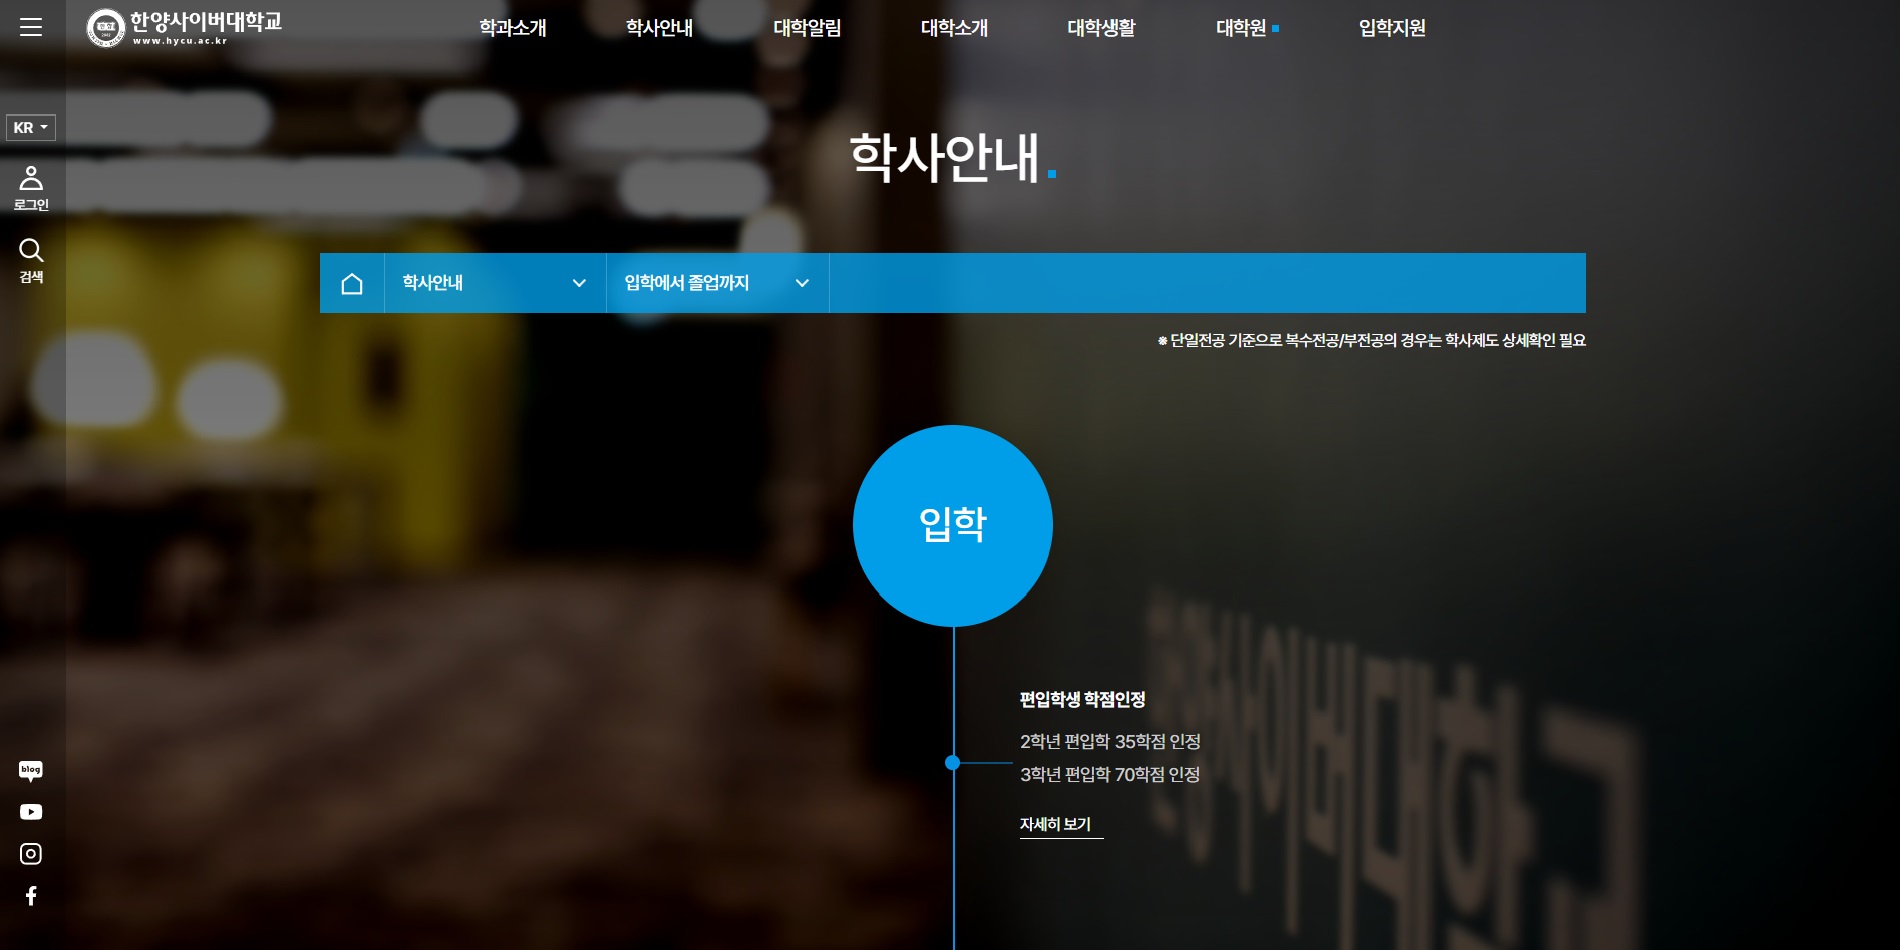 한양사이버대학교
www.hycu.ac.kr
학과소개
학사안내
대학알림
대학소개
대학생활
대학원
입학지원
KR
로그인
검색
학사안내
학사안내
입학에서 졸업까지
※ 단일전공 기준으로 복수전공/부전공의 경우는 학사제도 상세확인 필요
입학
편입학생 학점인정
2학년 편입학 35학점 인정
3학년 편입학 70학점 인정
자세히 보기
blog